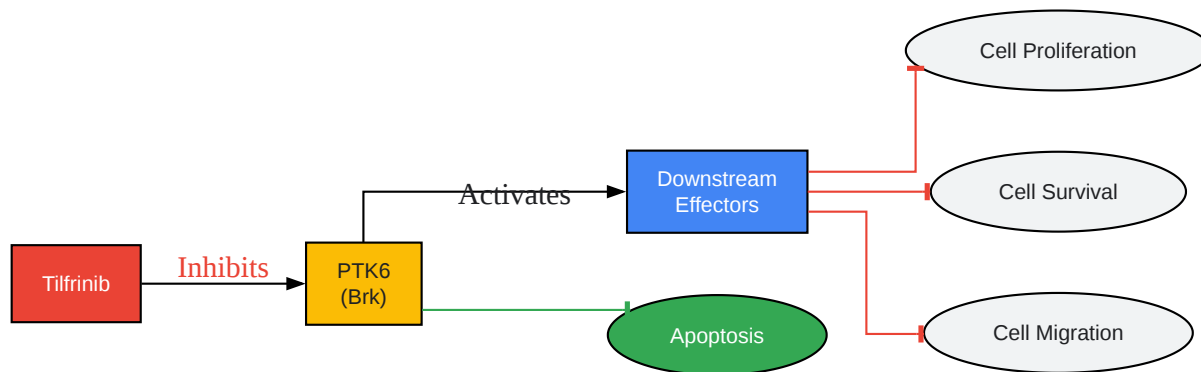 Tilfrinib
Inhibits
PTK6
(Brk)
Activates
Downstream
Effectors
Cell Proliferation
Cell Survival
Cell Migration
Apoptosis